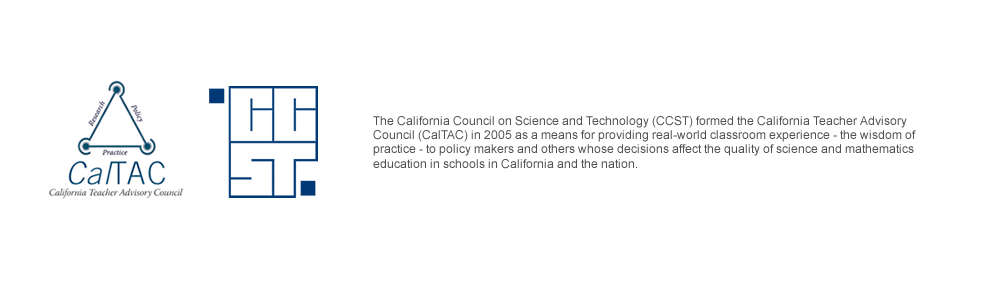 Research
Policy
Practice
CalTAC
California Teacher Advisory Council
CC
ST
The California Council on Science and Technology (CCST) formed the California Teacher Advisory
Council (CalTAC) in 2005 as a means for providing real-world classroom experience - the wisdom of
practice - to policy makers and others whose decisions affect the quality of science and mathematics
education in schools in California and the nation.